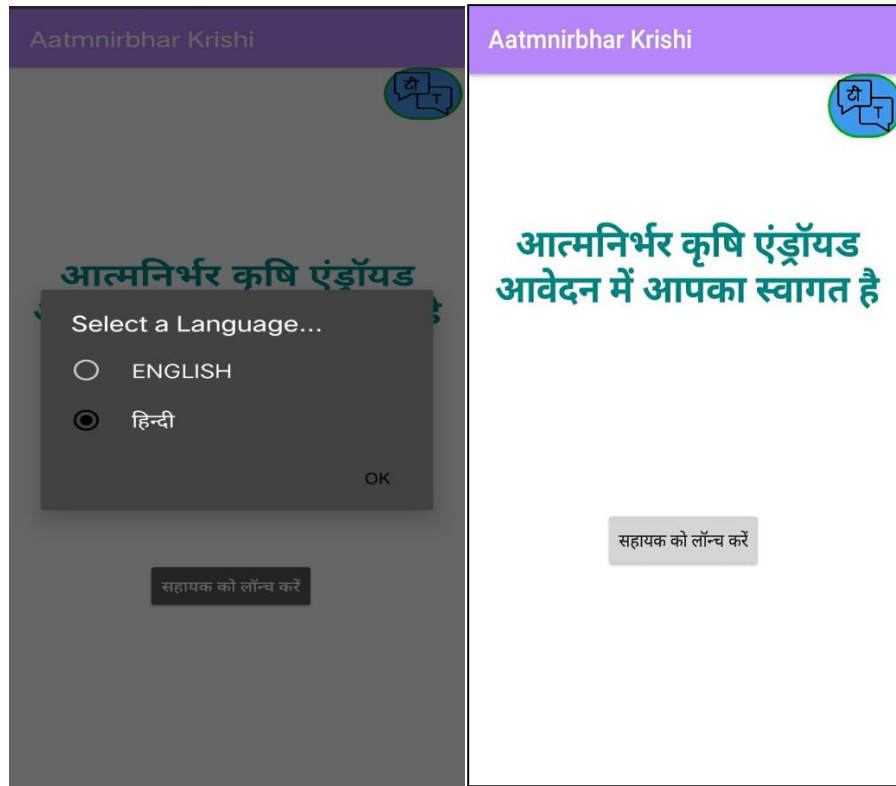 Aatmnirbhar Krishi
टी
T
आत्मनिर्भर कृषि एंड्रॉयड
है
Select a Language...
ENGLISH
हिन्दी
OK
सहायक को लॉन्च करें
Aatmnirbhar Krishi
टी
T
आत्मनिर्भर कृषि एंड्रॉयड
आवेदन में आपका स्वागत है
सहायक को लॉन्च करें